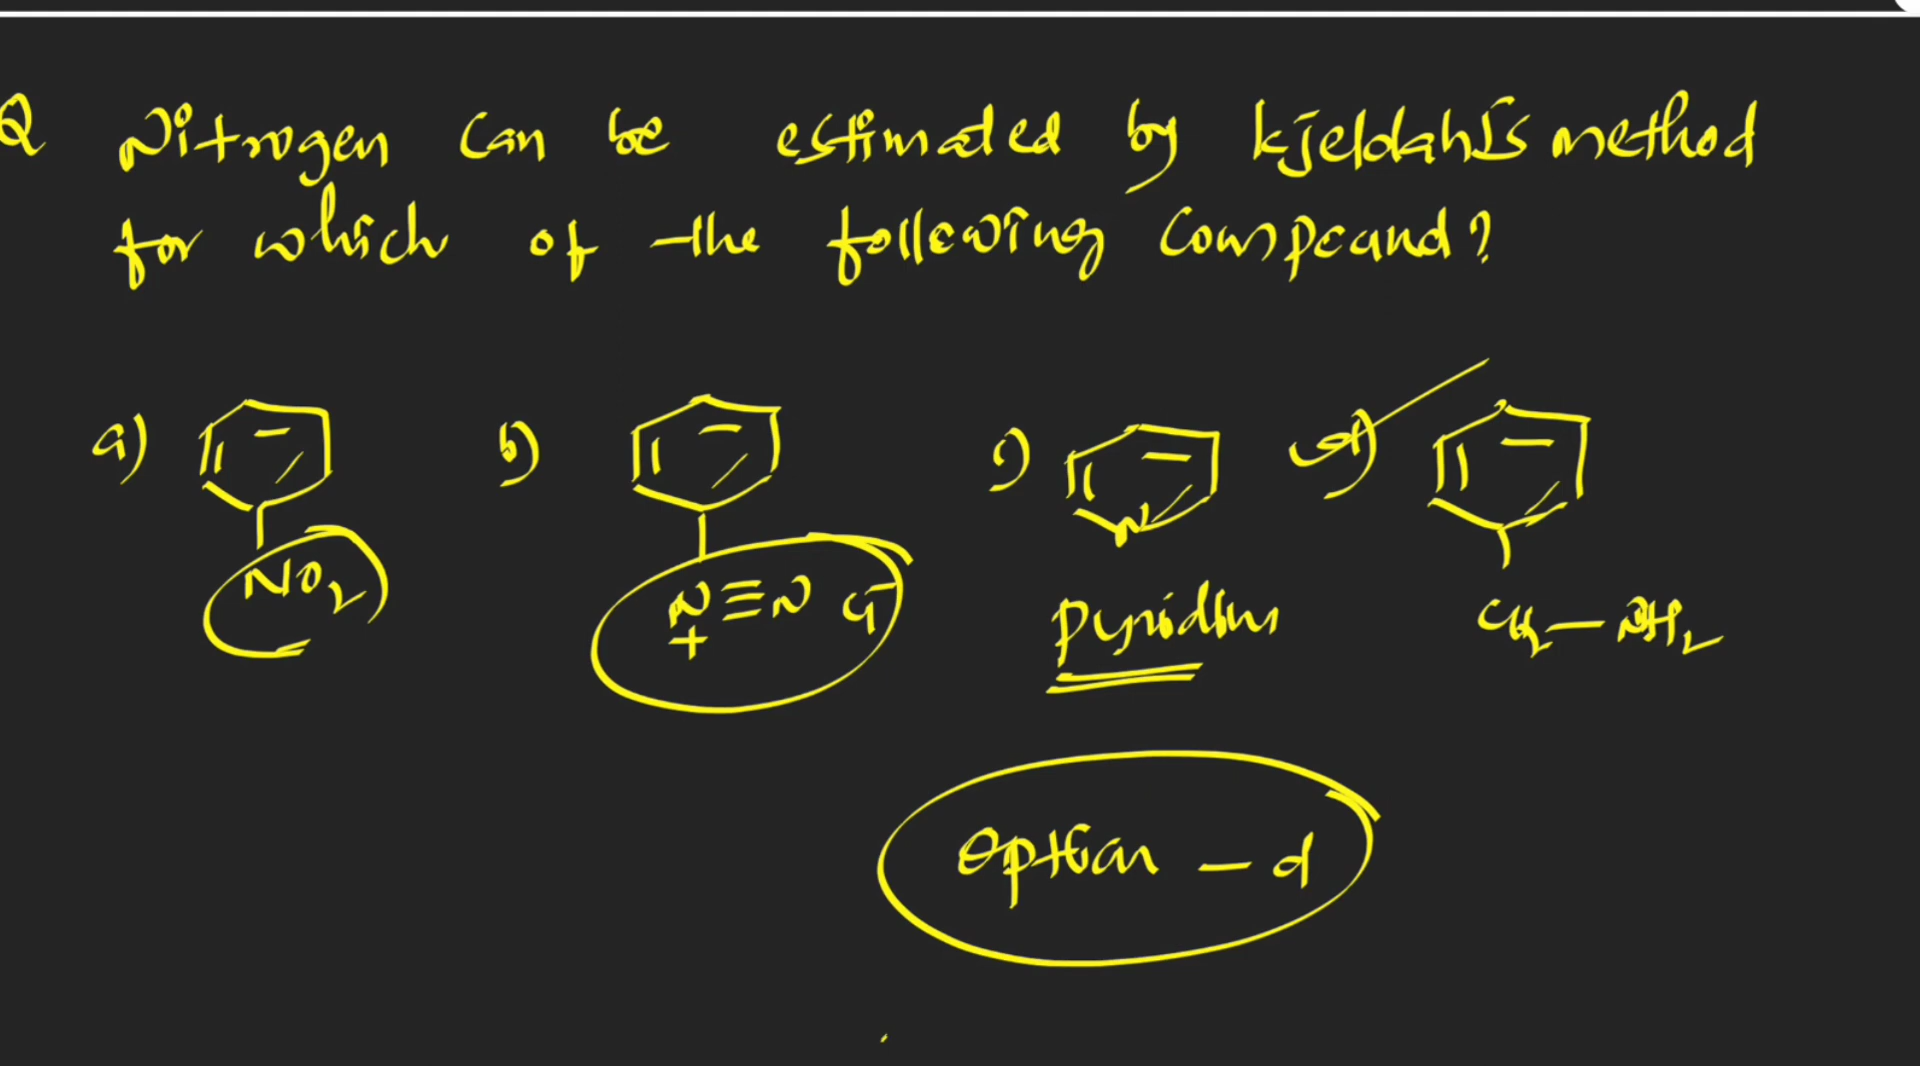 Q Nitrogen can be estimated by kjeldahl's method
for which of the following compound?
a) b) c) d)
N
NO2
N≡N Cl-
+
pyridine
CH2-NH2
Option - d